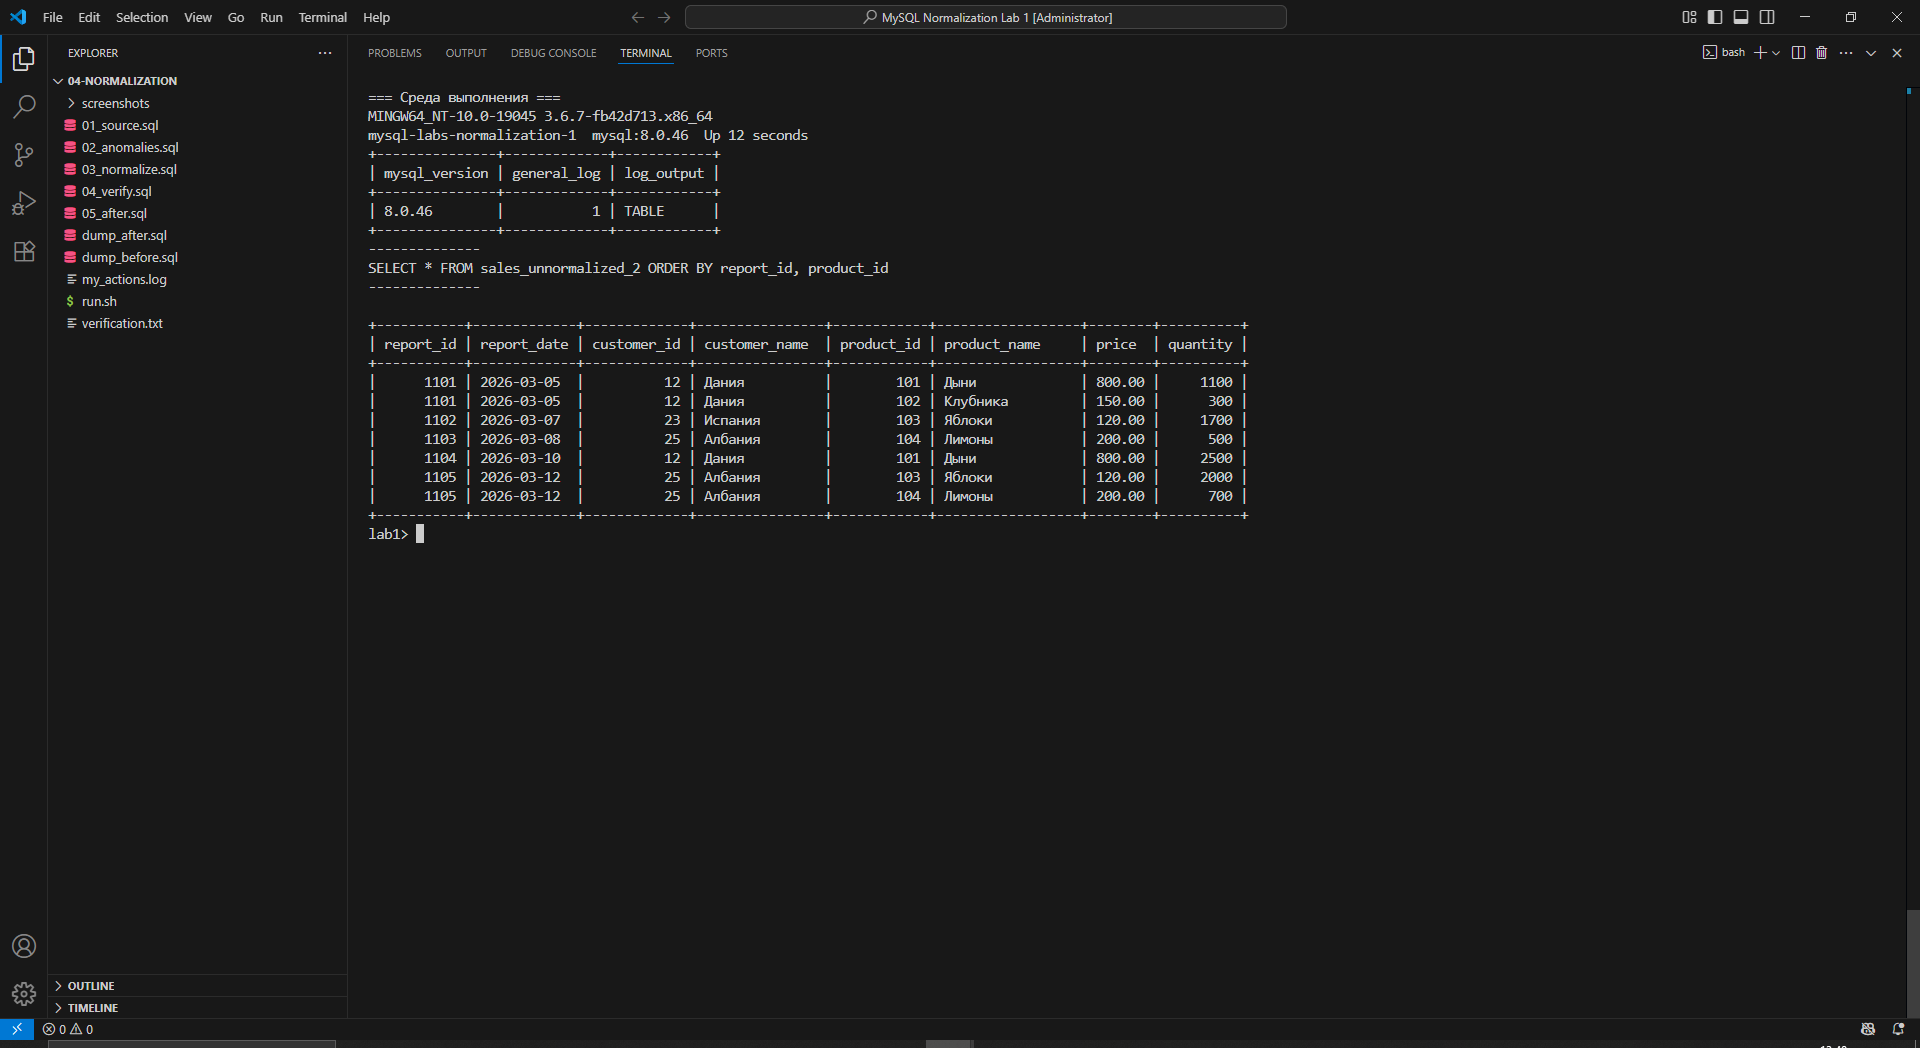 File Edit Selection View Go Run Terminal Help
MySQL Normalization Lab 1 [Administrator]
EXPLORER
PROBLEMS OUTPUT DEBUG CONSOLE TERMINAL PORTS
bash
04-NORMALIZATION
screenshots
01_source.sql
02_anomalies.sql
03_normalize.sql
04_verify.sql
05_after.sql
dump_after.sql
dump_before.sql
my_actions.log
run.sh
verification.txt
=== Среда выполнения ===
MINGW64_NT-10.0-19045 3.6.7-fb42d713.x86_64
mysql-labs-normalization-1  mysql:8.0.46  Up 12 seconds
+---------------+-------------+------------+
| mysql_version | general_log | log_output |
+---------------+-------------+------------+
| 8.0.46        |           1 | TABLE      |
+---------------+-------------+------------+
--------------
SELECT * FROM sales_unnormalized_2 ORDER BY report_id, product_id
--------------
+-----------+-------------+-------------+----------------+------------+------------------+--------+----------+
| report_id | report_date | customer_id | customer_name  | product_id | product_name     | price  | quantity |
+-----------+-------------+-------------+----------------+------------+------------------+--------+----------+
|      1101 | 2026-03-05  |          12 | Дания          |        101 | Дыни             | 800.00 |     1100 |
|      1101 | 2026-03-05  |          12 | Дания          |        102 | Клубника         | 150.00 |      300 |
|      1102 | 2026-03-07  |          23 | Испания        |        103 | Яблоки           | 120.00 |     1700 |
|      1103 | 2026-03-08  |          25 | Албания        |        104 | Лимоны           | 200.00 |      500 |
|      1104 | 2026-03-10  |          12 | Дания          |        101 | Дыни             | 800.00 |     2500 |
|      1105 | 2026-03-12  |          25 | Албания        |        103 | Яблоки           | 120.00 |     2000 |
|      1105 | 2026-03-12  |          25 | Албания        |        104 | Лимоны           | 200.00 |      700 |
+-----------+-------------+-------------+----------------+------------+------------------+--------+----------+
lab1>
OUTLINE
TIMELINE
0 0